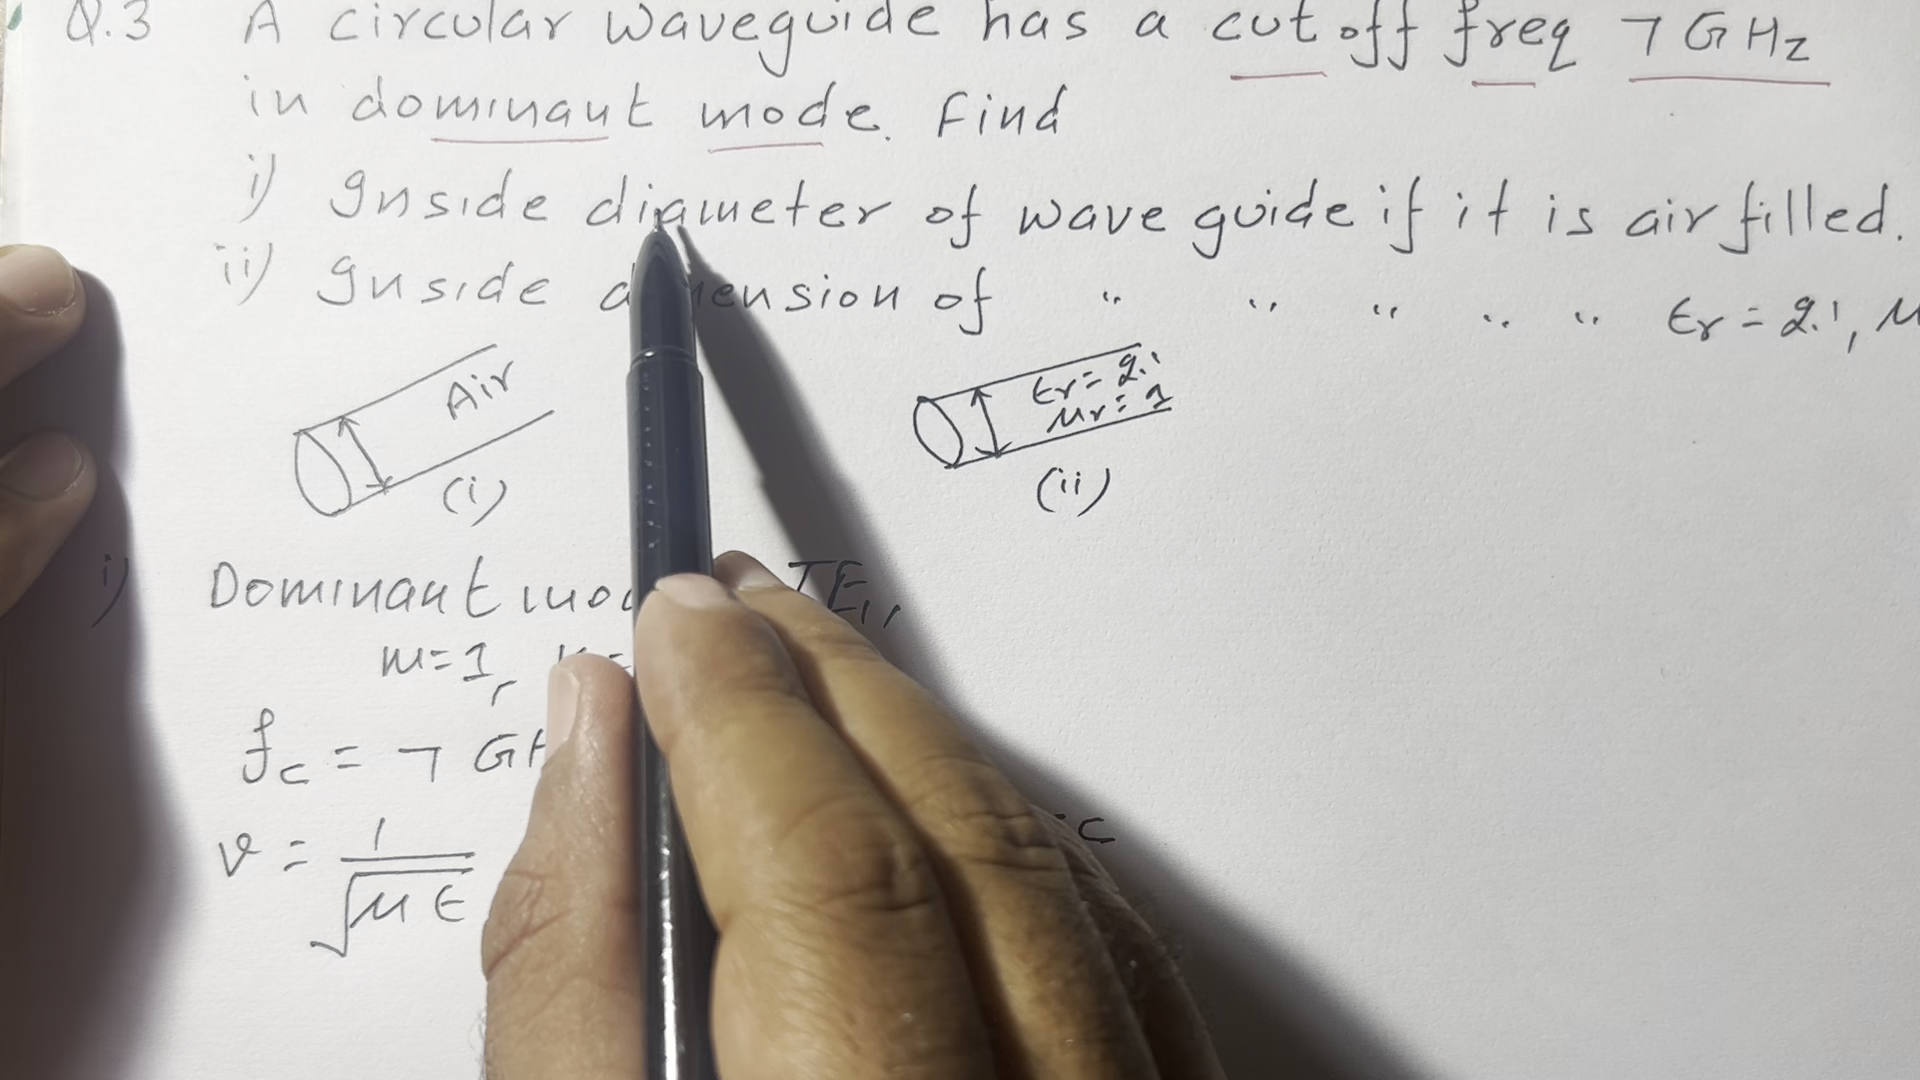 Q.3 A circular waveguide has a cut off freq 7 GHz
in dominant mode. Find
i) Inside diameter of wave guide if it is air filled.
ii) Inside of " " " " " εr = 2.1, μ
Air
(i)
εr = 2.1
μr = 1
(ii)
i) Dominant TE11
m=1,
fc = 7
v = 1/√με